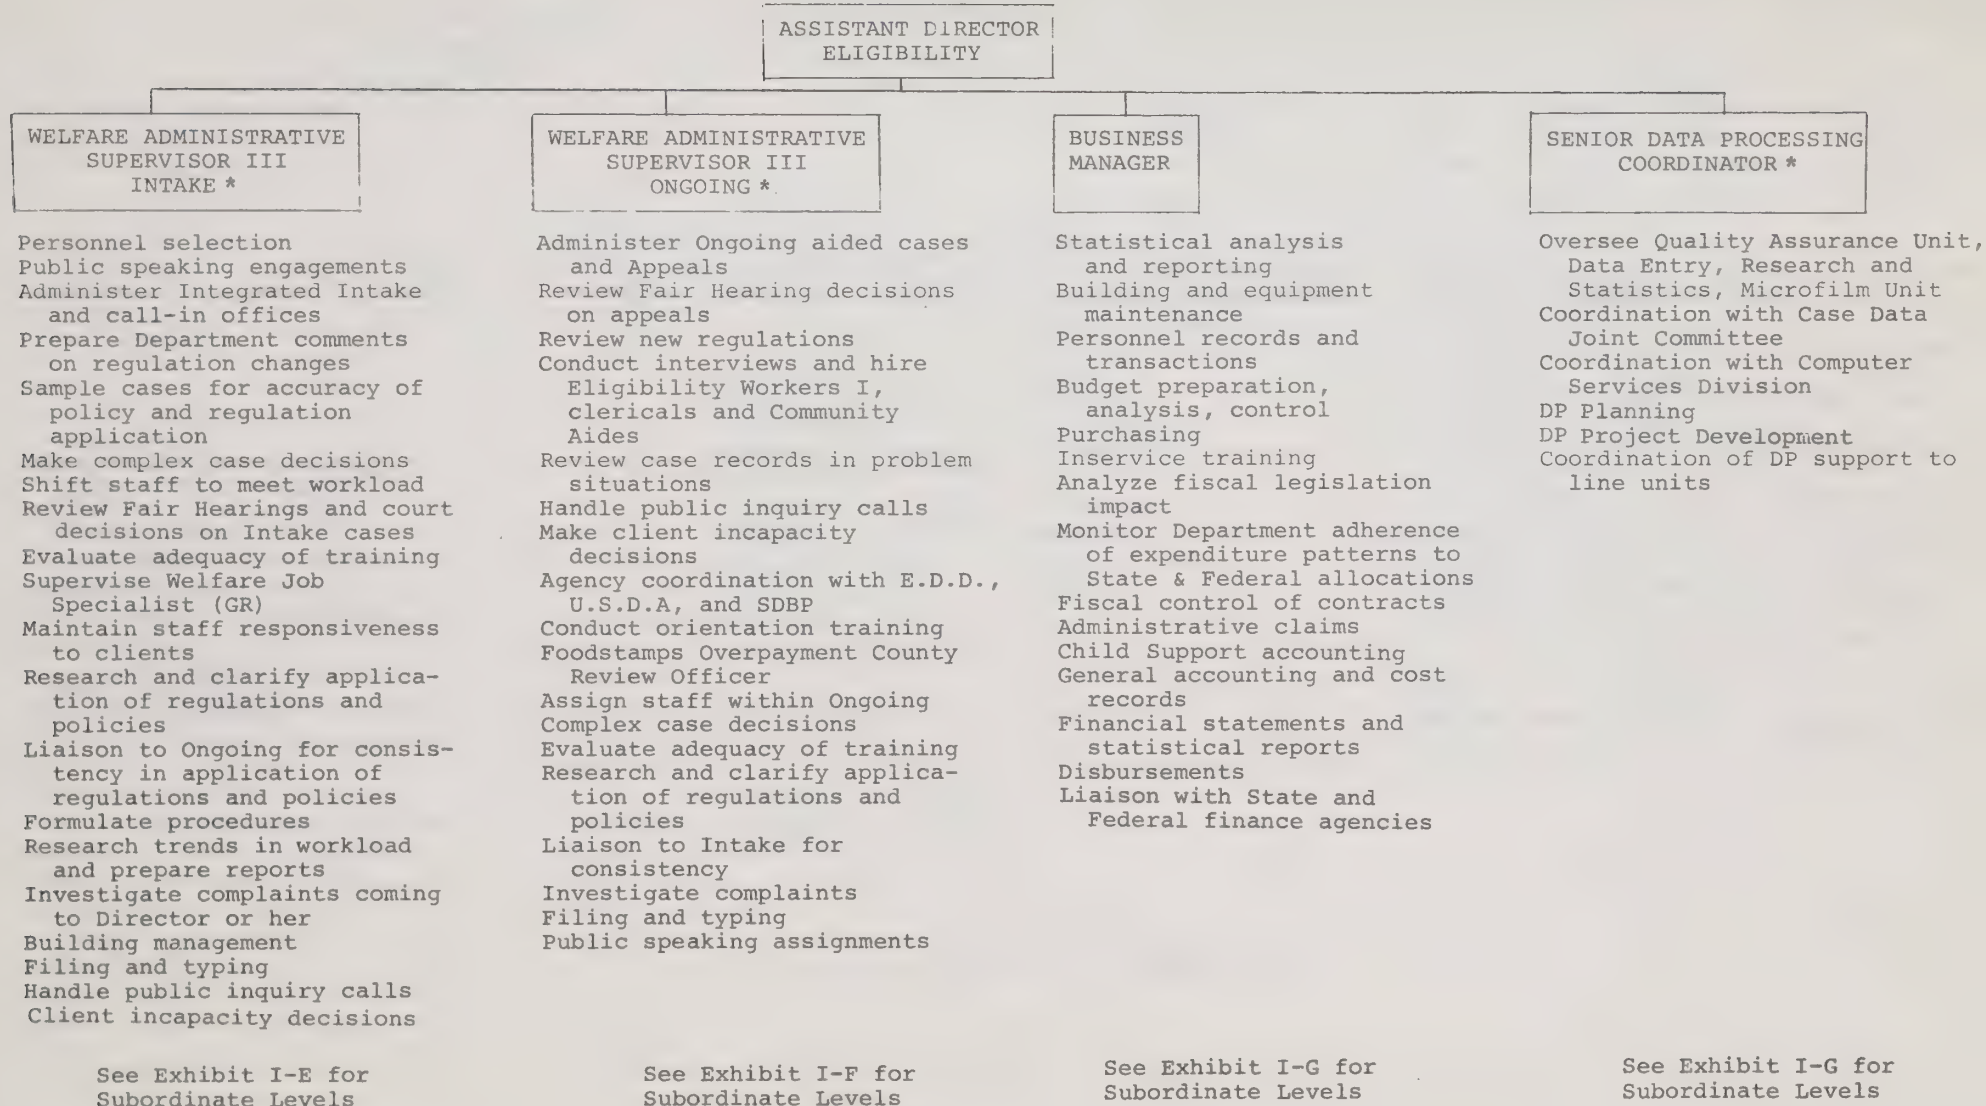 ASSISTANT D1RECTOR
ELIGIBILITY
WELFARE ADMINISTRATIVE
SUPERVISOR III
INTAKE *
Personnel selection
Public speaking engagements
Administer Integrated Intake
and call-in offices
Prepare Department comments
on regulation changes
Sample cases for accuracy of
policy and regulation
application
Make complex case decisions
Shift staff to meet workload
Review Fair Hearings and court
decisions on Intake cases
Evaluate adequacy of training
Supervise Welfare Job
Specialist (GR)
Maintain staff responsiveness
to clients
Research and clarify applica-
tion of regulations and
policies
Liaison to Ongoing for consis-
tency in application of
regulations and policies
Formulate procedures
Research trends in workload
and prepare reports
Investigate complaints coming
to Director or her
Building management
Filing and typing
Handle public inquiry calls
Client incapacity decisions
See Exhibit I-E for
Subordinate Levels
WELFARE ADMINISTRATIVE
SUPERVISOR III
ONGOING *
Administer Ongoing aided cases
and Appeals
Review Fair Hearing decisions
on appeals
Review new regulations
Conduct interviews and hire
Eligibility Workers I,
clericals and Community
Aides
Review case records in problem
situations
Handle public inquiry calls
Make client incapacity
decisions
Agency coordination with E.D.D.,
U.S.D.A, and SDBP
Conduct orientation training
Foodstamps Overpayment County
Review Officer
Assign staff within Ongoing
Complex case decisions
Evaluate adequacy of training
Research and clarify applica-
tion of regulations and
policies
Liaison to Intake for
consistency
Investigate complaints
Filing and typing
Public speaking assignments
See Exhibit I-F for
Subordinate Levels
BUSINESS
MANAGER
Statistical analysis
and reporting
Building and equipment
maintenance
Personnel records and
transactions
Budget preparation,
analysis, control
Purchasing
Inservice training
Analyze fiscal legislation
impact
Monitor Department adherence
of expenditure patterns to
State & Federal allocations
Fiscal control of contracts
Administrative claims
Child Support accounting
General accounting and cost
records
Financial statements and
statistical reports
Disbursements
Liaison with State and
Federal finance agencies
See Exhibit I-G for
Subordinate Levels
SENIOR DATA PROCESSING
COORDINATOR *
Oversee Quality Assurance Unit,
Data Entry, Research and
Statistics, Microfilm Unit
Coordination with Case Data
Joint Committee
Coordination with Computer
Services Division
DP Planning
DP Project Development
Coordination of DP support to
line units
See Exhibit I-G for
Subordinate Levels